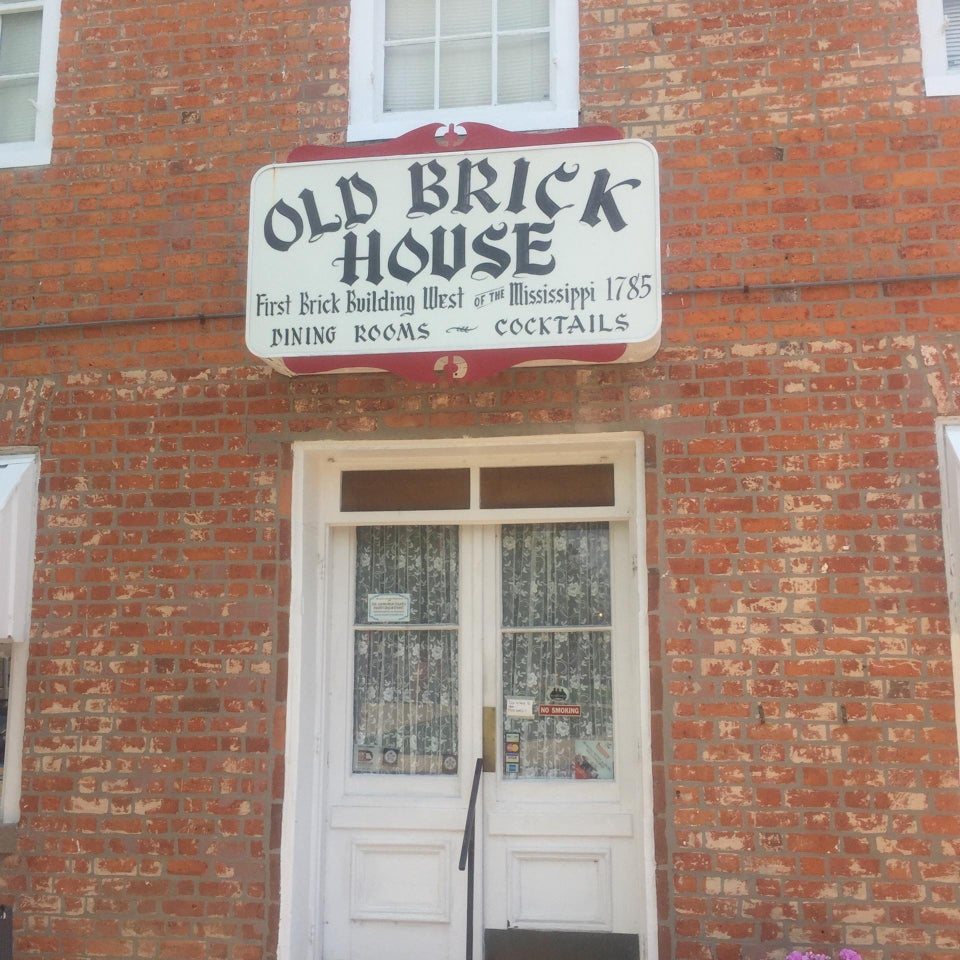 OLD BRICK
HOUSE
First Brick Building West OF THE Mississippi 1785
DINING ROOMS COCKTAILS
NO SMOKING